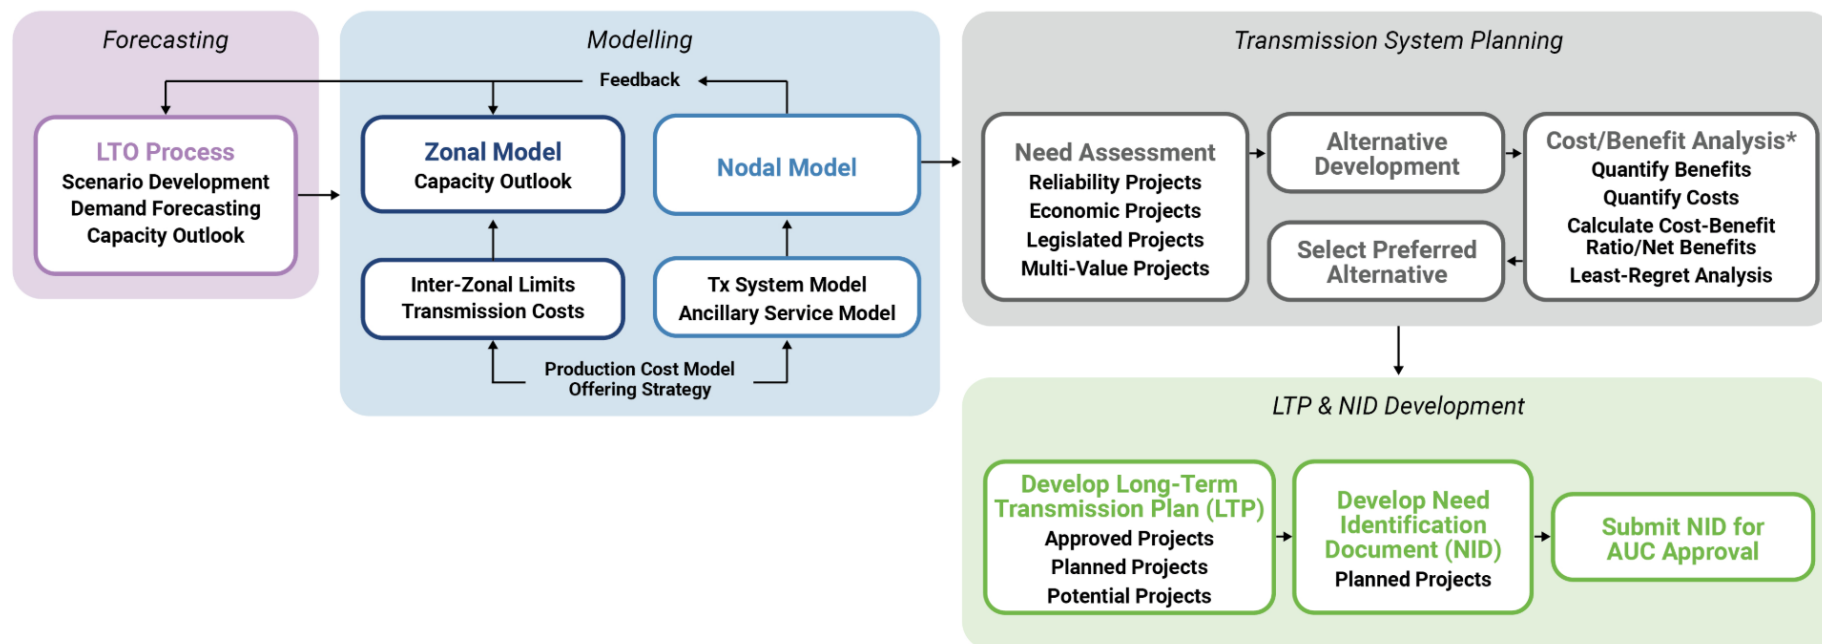 Forecasting
LTO Process
Scenario Development
Demand Forecasting
Capacity Outlook
Modelling
Feedback
Zonal Model
Capacity Outlook
Nodal Model
Inter-Zonal Limits
Transmission Costs
Tx System Model
Ancillary Service Model
Production Cost Model
Offering Strategy
Transmission System Planning
Need Assessment
Reliability Projects
Economic Projects
Legislated Projects
Multi-Value Projects
Alternative
Development
Cost/Benefit Analysis*
Quantify Benefits
Quantify Costs
Calculate Cost-Benefit
Ratio/Net Benefits
Least-Regret Analysis
Select Preferred
Alternative
LTP & NID Development
Develop Long-Term
Transmission Plan (LTP)
Approved Projects
Planned Projects
Potential Projects
Develop Need
Identification
Document (NID)
Planned Projects
Submit NID for
AUC Approval